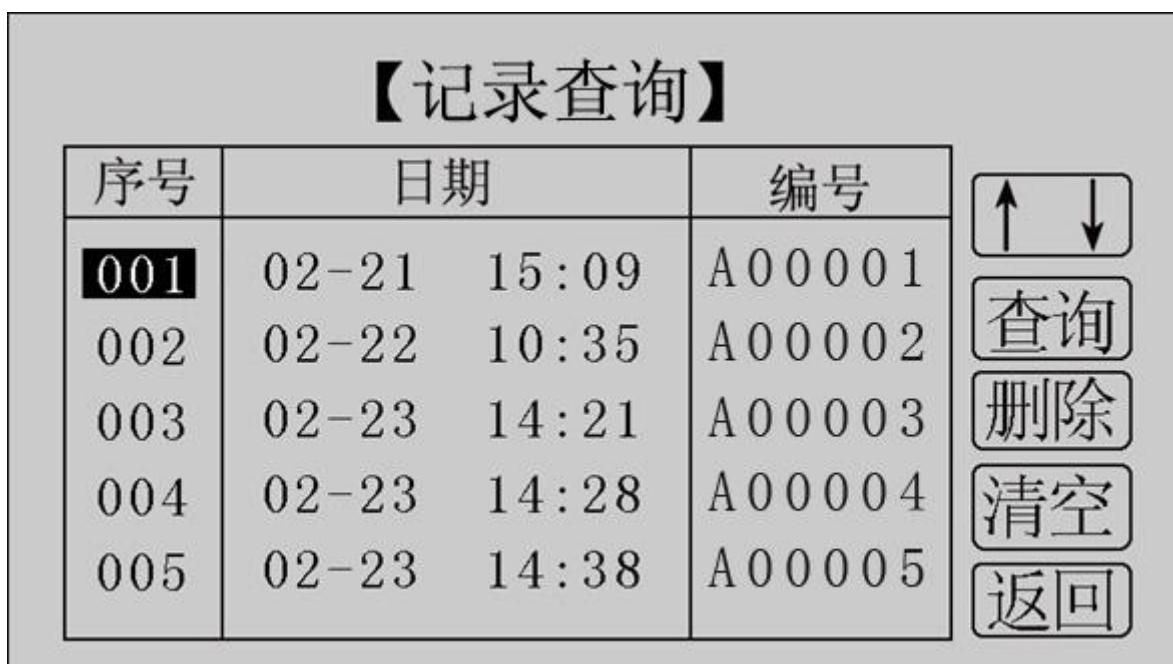 【记录查询】
序号 日期 编号
001 02-21 15:09 A00001
002 02-22 10:35 A00002
003 02-23 14:21 A00003
004 02-23 14:28 A00004
005 02-23 14:38 A00005
↑ ↓
查询
删除
清空
返回